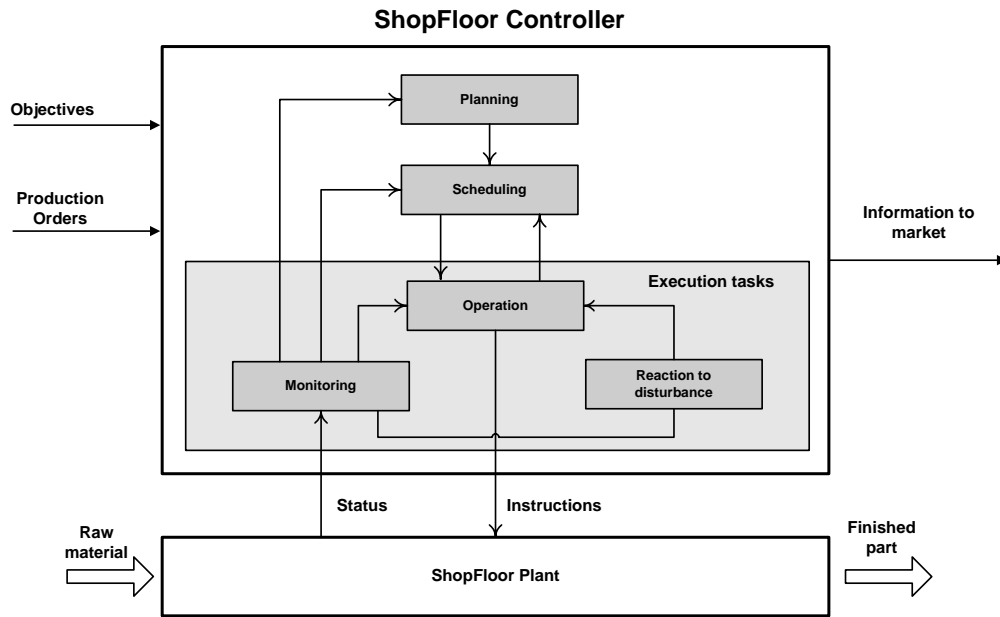 ShopFloor Controller
Planning
Objectives
Scheduling
Production
Orders
Information to
market
Execution tasks
Operation
Reaction to
disturbance
Monitoring
Status
Instructions
Raw
material
Finished
part
ShopFloor Plant